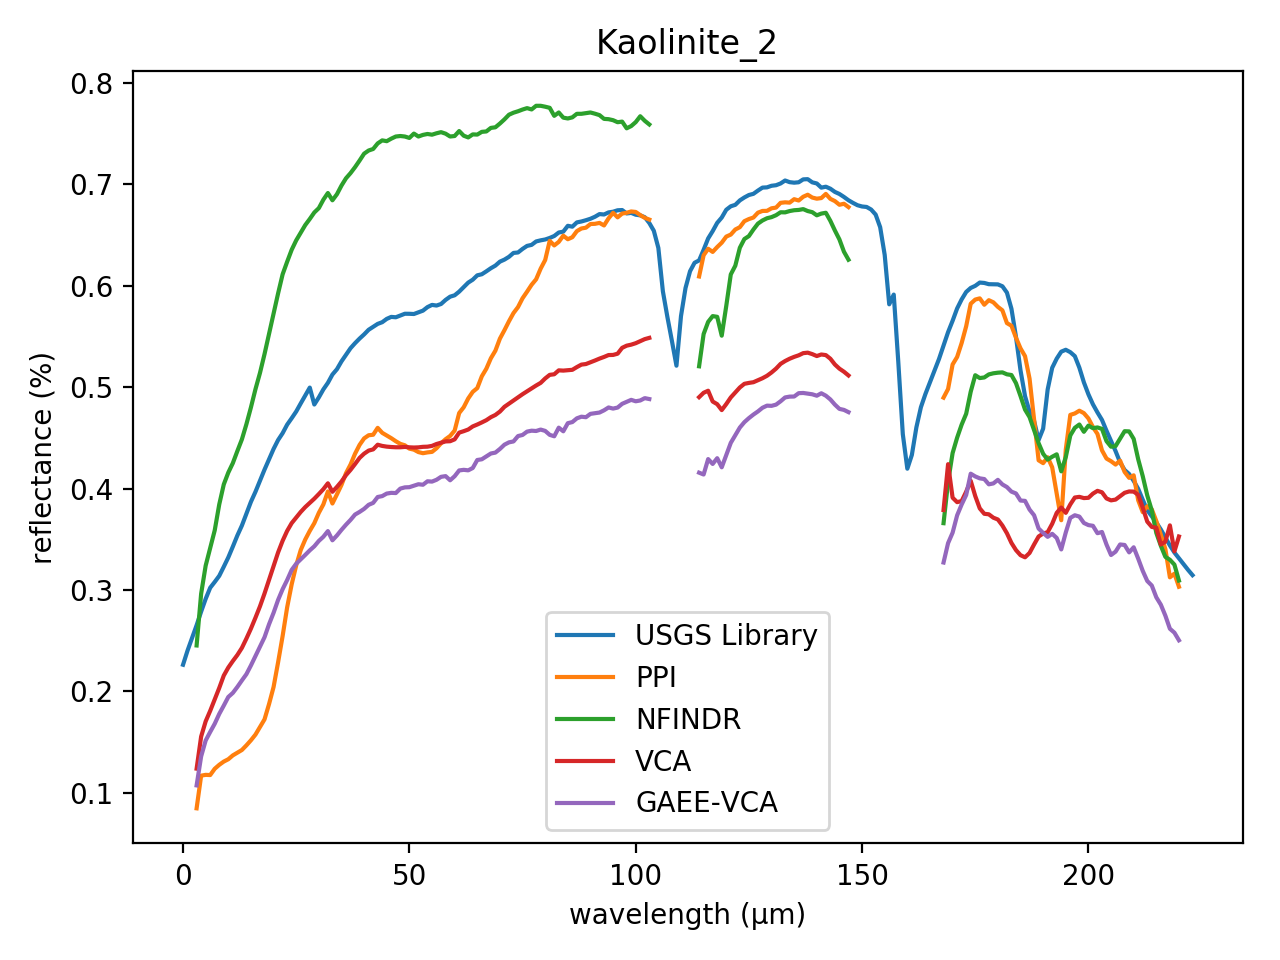 Kaolinite_2
0.8
0.7
0.6
0.5
0.4
0.3
0.2
0.1
reflectance (%)
USGS Library
PPI
NFINDR
VCA
GAEE-VCA
0 50 100 150 200
wavelength (μm)